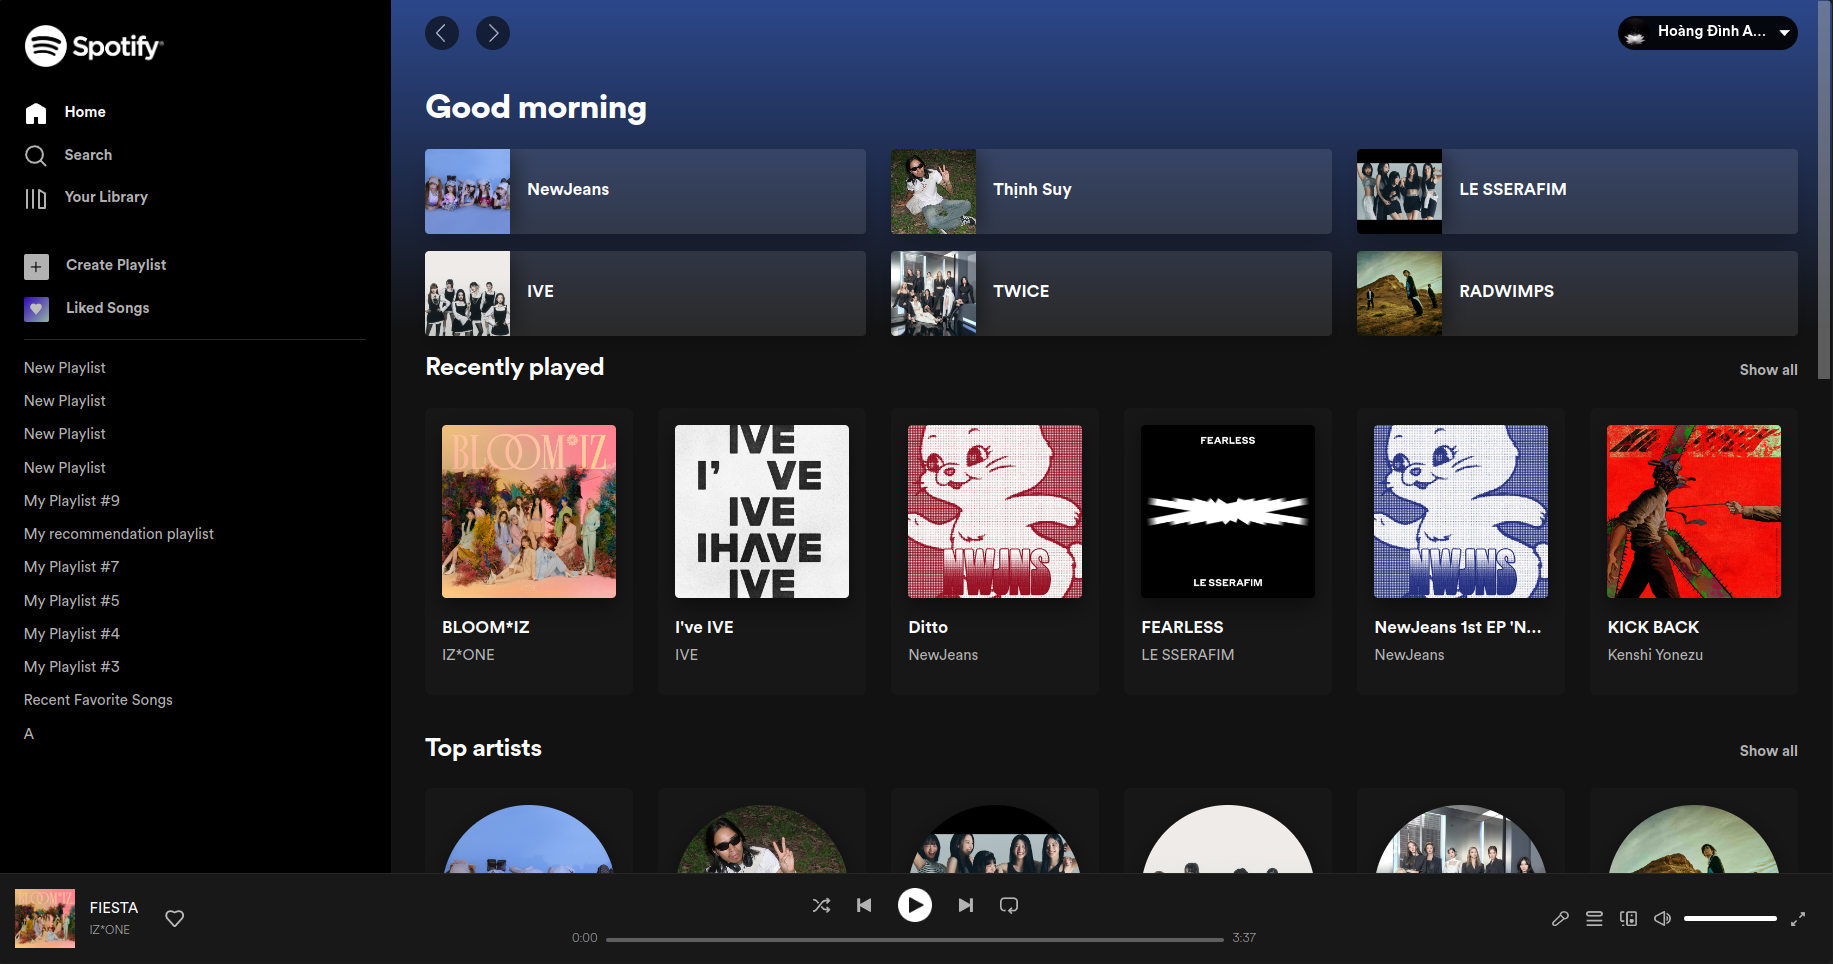 Spotify
Home
Search
Your Library
Create Playlist
Liked Songs
New Playlist
New Playlist
New Playlist
New Playlist
My Playlist #9
My recommendation playlist
My Playlist #7
My Playlist #5
My Playlist #4
My Playlist #3
Recent Favorite Songs
A
Hoàng Đình A...
Good morning
NewJeans
Thịnh Suy
LE SSERAFIM
IVE
TWICE
RADWIMPS
Recently played
Show all
BLOOM*IZ
IVE
I' VE
IVE
IHAVE
IVE
NWJNS
FEARLESS
LE SSERAFIM
NWJNS
BLOOM*IZ
IZ*ONE
I've IVE
IVE
Ditto
NewJeans
FEARLESS
LE SSERAFIM
NewJeans 1st EP 'N...
NewJeans
KICK BACK
Kenshi Yonezu
Top artists
Show all
BLOOM*IZ
FIESTA
IZ*ONE
0:00
3:37